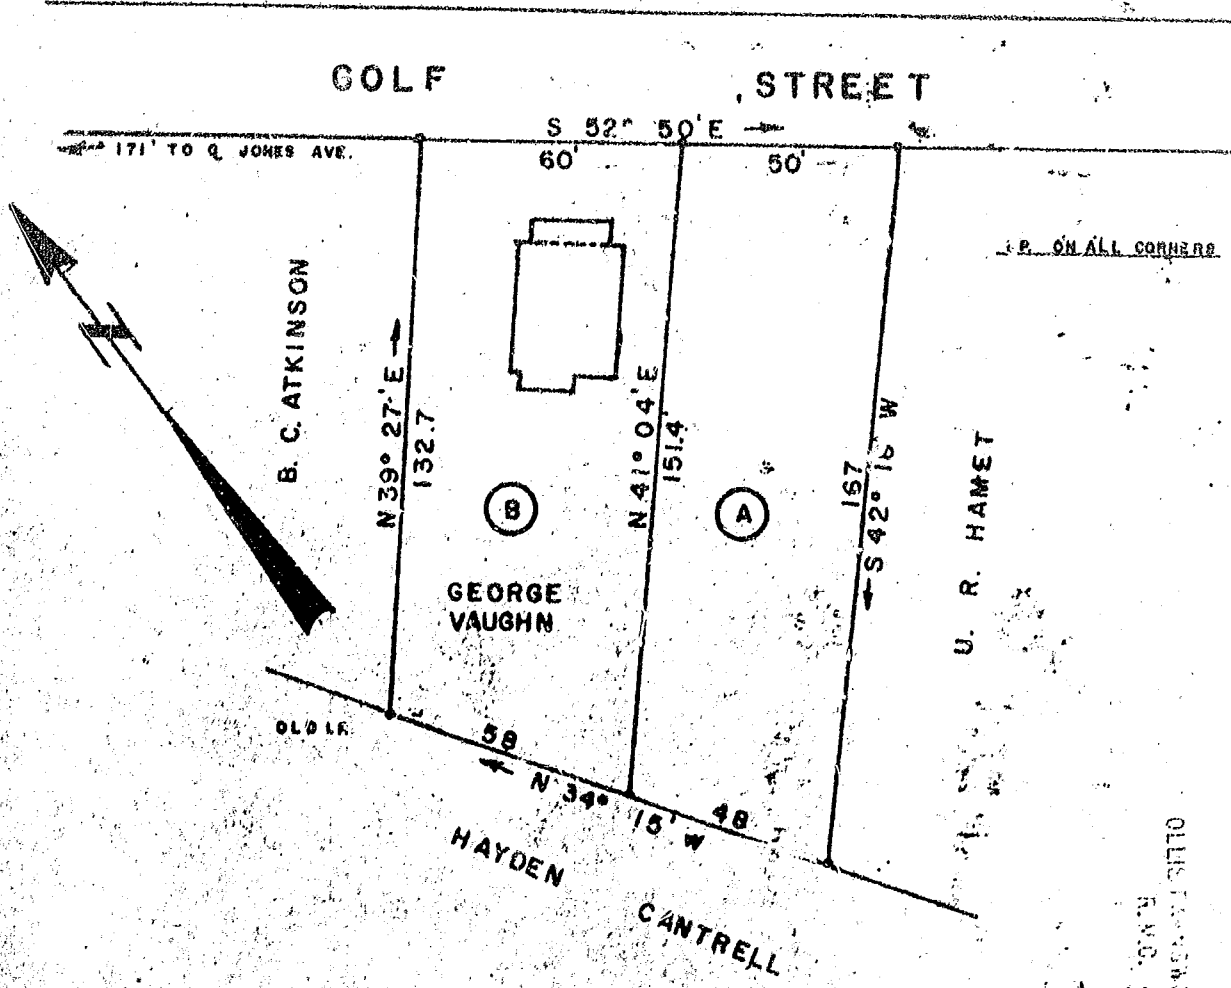 GOLF STREET
S 52° 50' E
171' TO ℄ JONES AVE.
60'
50'
I.P. ON ALL CORNERS
B. C. ATKINSON
N 39° 27' E
132.7
N 41° 04' E
151.4'
167
S 42° 16' W
U. R. HAMET
B
A
GEORGE
VAUGHN
OLD I.P.
58
N 34° 15' W
48
HAYDEN CANTRELL